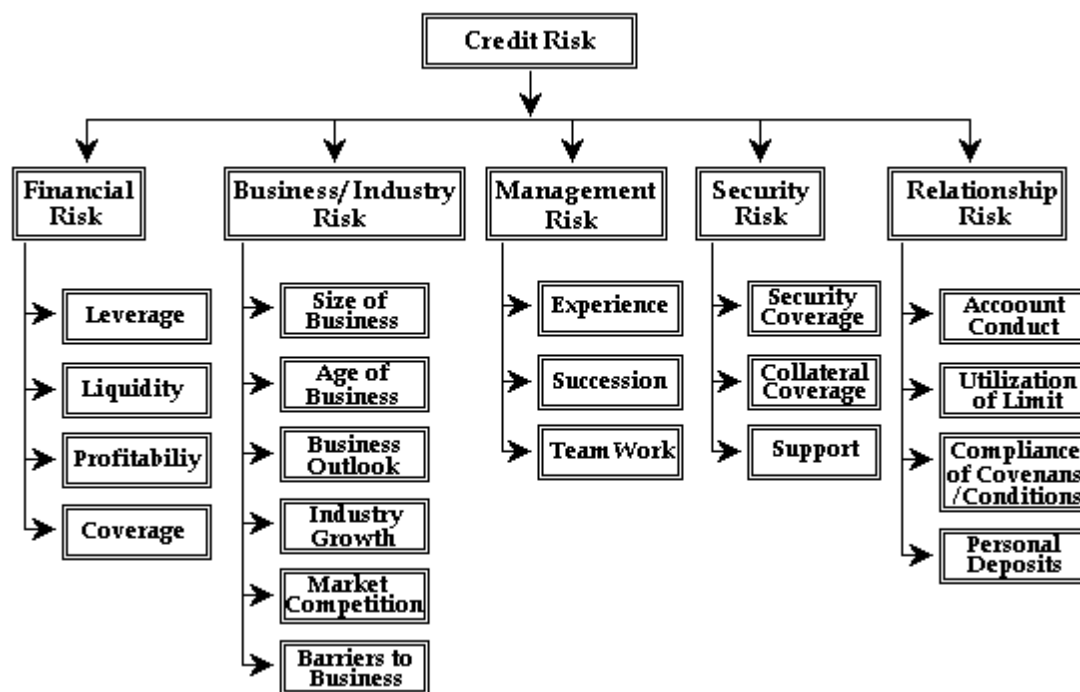 Credit Risk
Financial
Risk
Business/Industry
Risk
Management
Risk
Security
Risk
Relationship
Risk
Leverage
Liquidity
Profitabiliy
Coverage
Size of
Business
Age of
Business
Business
Outlook
Industry
Growth
Market
Competition
Barriers to
Business
Experience
Succession
Team Work
Security
Coverage
Collateral
Coverage
Support
Accoount
Conduct
Utilization
of Limit
Compliance
of Covenans
/Conditions
Personal
Deposits